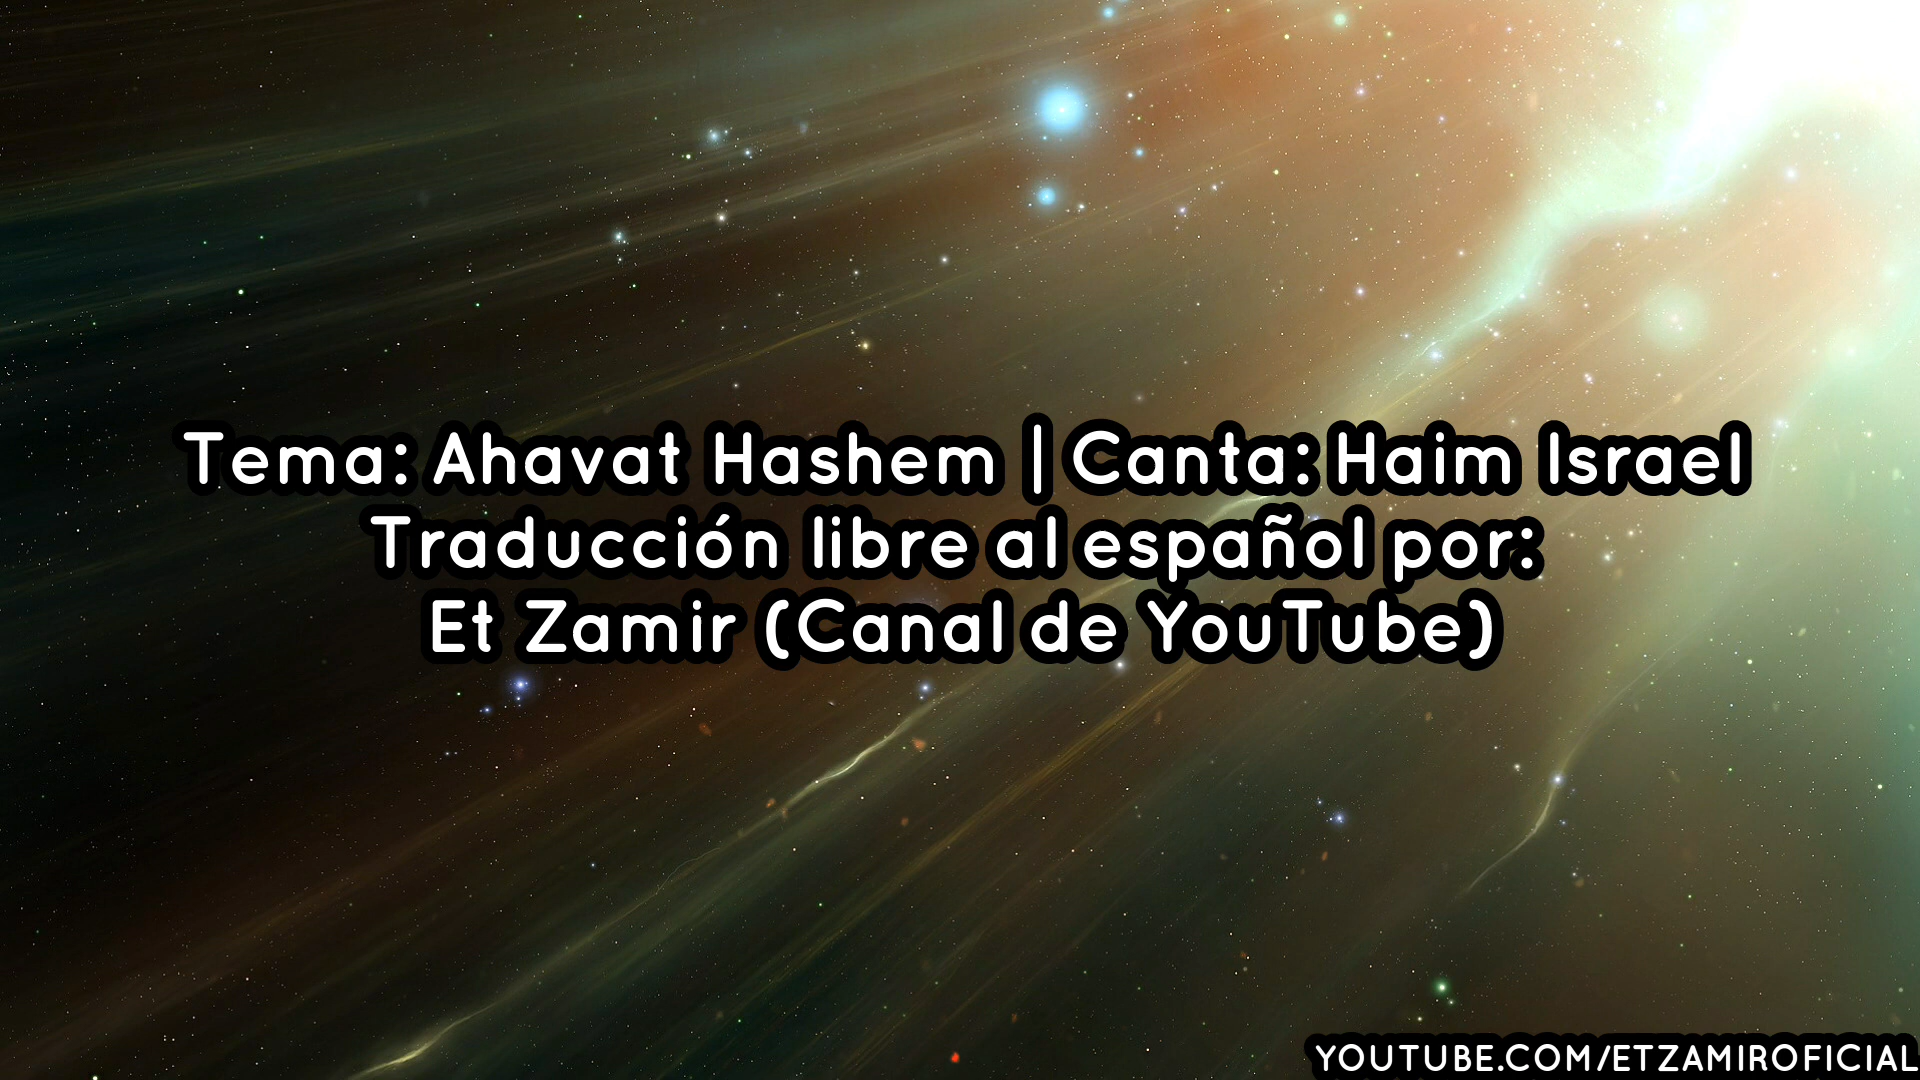 Tema: Ahavat Hashem | Canta: Haim Israel
Traducción libre al español por:
Et Zamir (Canal de YouTube)
YOUTUBE.COM/ETZAMIROFICIAL